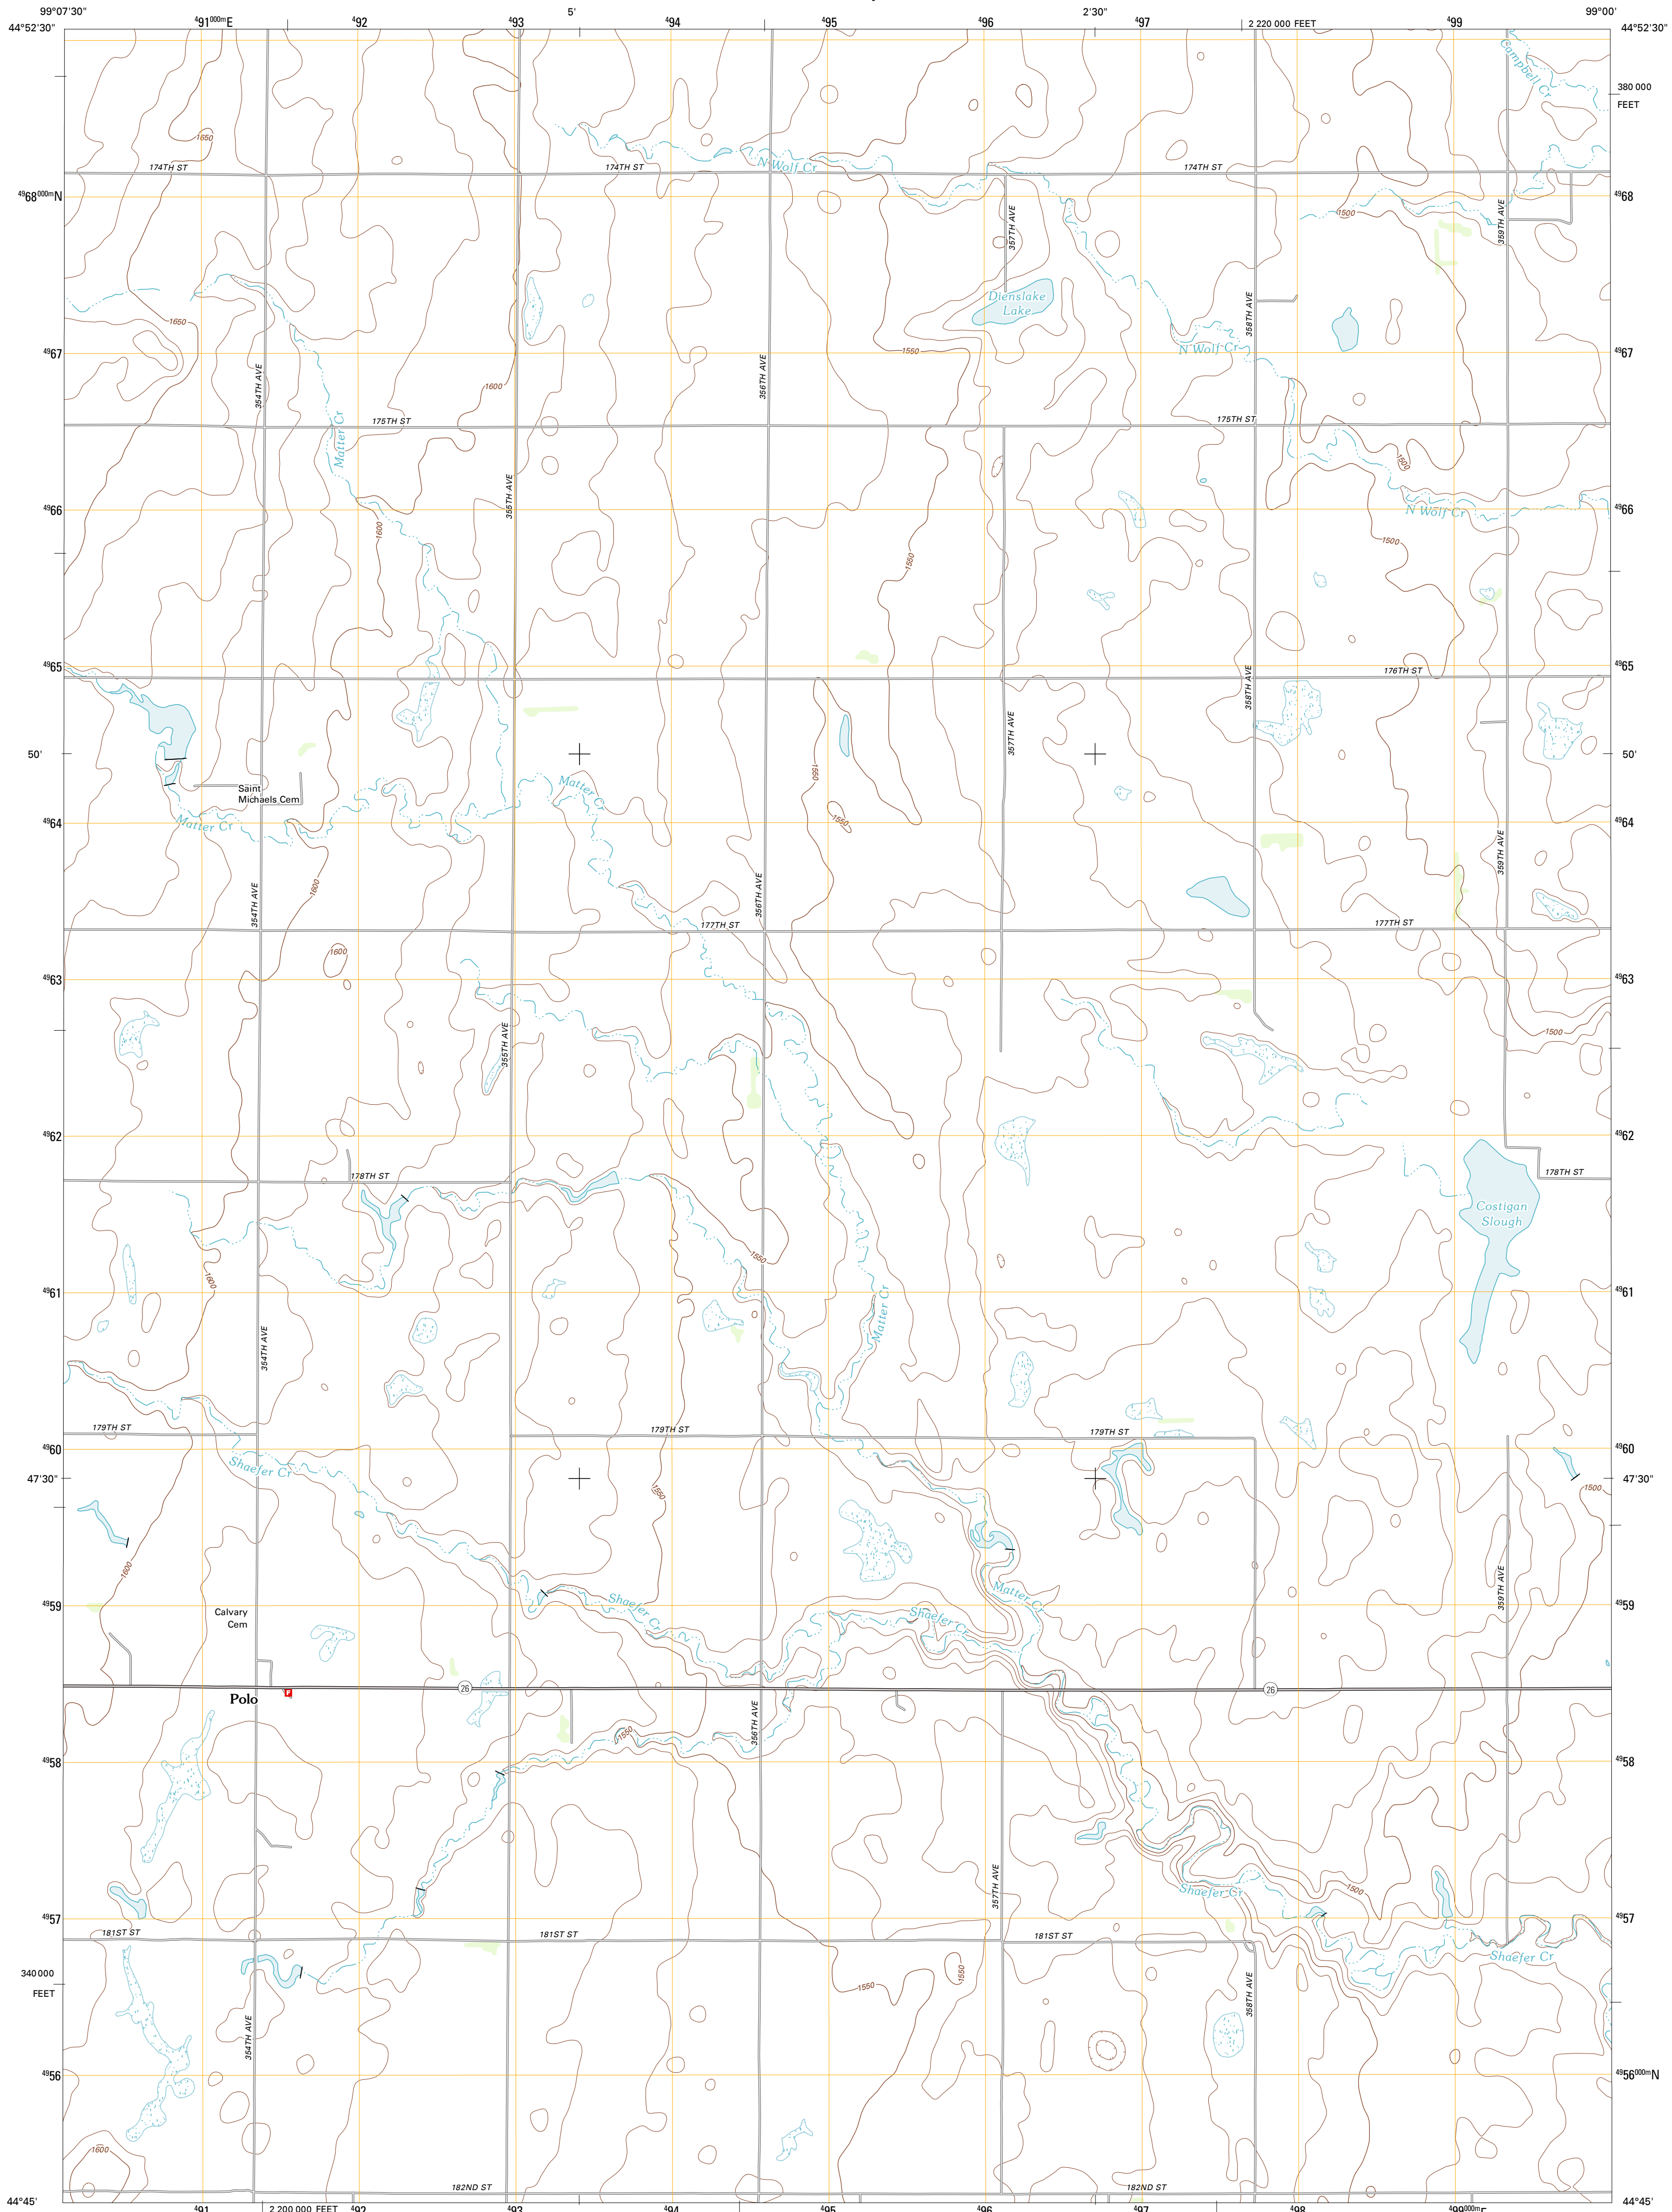 99°07'30"
⁴91⁰⁰⁰ᵐE
⁴92
⁴93
5'
⁴94
⁴95
⁴96
2'30"
⁴97
2 220 000 FEET
⁴99
99°00'
44°52'30"
44°52'30"
Campbell Cr
380 000
FEET
1650
174TH ST
174TH ST
N Wolf Cr
174TH ST
⁴⁹68⁰⁰⁰ᵐN
⁴⁹68
357TH AVE
1500
359TH AVE
Dienslake
Lake
358TH AVE
1650
⁴⁹67
1550
N Wolf Cr
⁴⁹67
354TH AVE
1600
356TH AVE
Matter Cr
175TH ST
175TH ST
1500
355TH AVE
⁴⁹66
N Wolf Cr
⁴⁹66
1600
1550
1500
⁴⁹65
176TH ST
⁴⁹65
358TH AVE
357TH AVE
50'
50'
1550
Saint
Michaels Cem
Matter Cr
Matter Cr
1550
⁴⁹64
⁴⁹64
359TH AVE
354TH AVE
1600
356TH AVE
177TH ST
177TH ST
1600
⁴⁹63
⁴⁹63
355TH AVE
1500
⁴⁹62
⁴⁹62
178TH ST
178TH ST
Costigan
Slough
1550
1600
⁴⁹61
⁴⁹61
Matter Cr
354TH AVE
179TH ST
179TH ST
179TH ST
⁴⁹60
⁴⁹60
Shaefer Cr
47'30"
47'30"
1550
1500
1600
Matter Cr
359TH AVE
⁴⁹59
Calvary
Cem
Shaefer Cr
Shaefer Cr
⁴⁹59
26
26
Polo
F
356TH AVE
1550
⁴⁹58
⁴⁹58
357TH AVE
Shaefer Cr
1500
⁴⁹57
⁴⁹57
181ST ST
181ST ST
181ST ST
Shaefer Cr
340 000
FEET
1550
1550
358TH AVE
354TH AVE
⁴⁹56
⁴⁹56⁰⁰⁰ᵐN
1600
182ND ST
182ND ST
44°45'
44°45'
⁴91
2 200 000 FEET
⁴92
⁴93
⁴94
⁴95
⁴96
⁴97
⁴98
⁴99⁰⁰⁰ᵐE